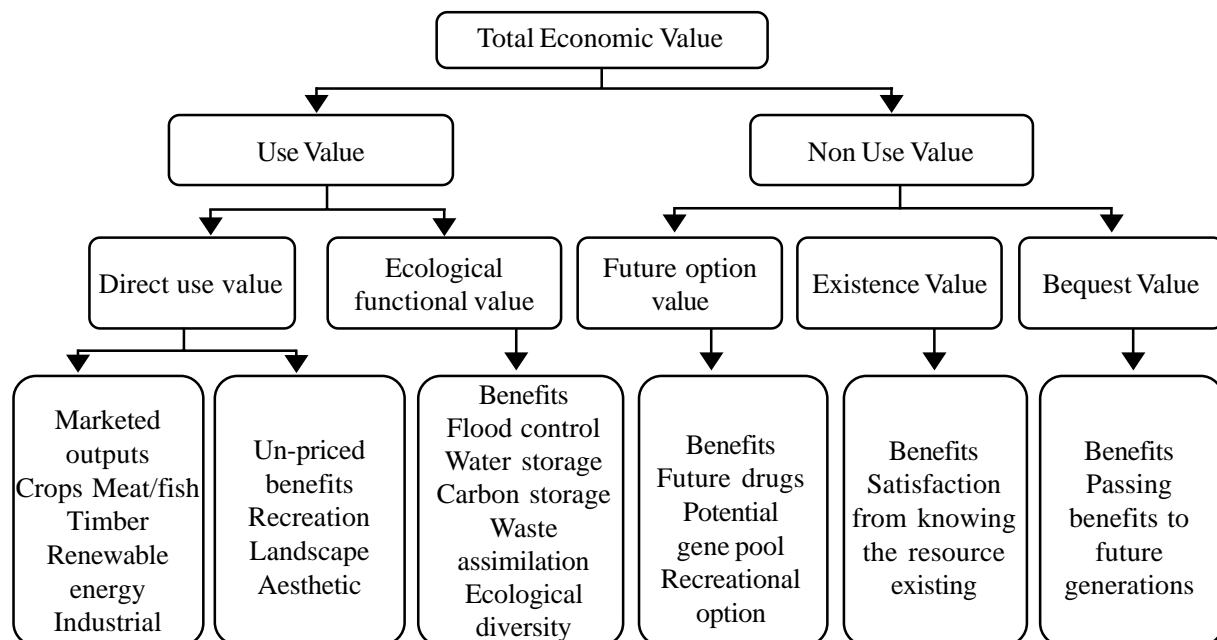 Total Economic Value
Use Value
Non Use Value
Direct use value
Ecological
functional value
Future option
value
Existence Value
Bequest Value
Marketed
outputs
Crops Meat/fish
Timber
Renewable
energy
Industrial
Un-priced
benefits
Recreation
Landscape
Aesthetic
Benefits
Flood control
Water storage
Carbon storage
Waste
assimilation
Ecological
diversity
Benefits
Future drugs
Potential
gene pool
Recreational
option
Benefits
Satisfaction
from knowing
the resource
existing
Benefits
Passing
benefits to
future
generations